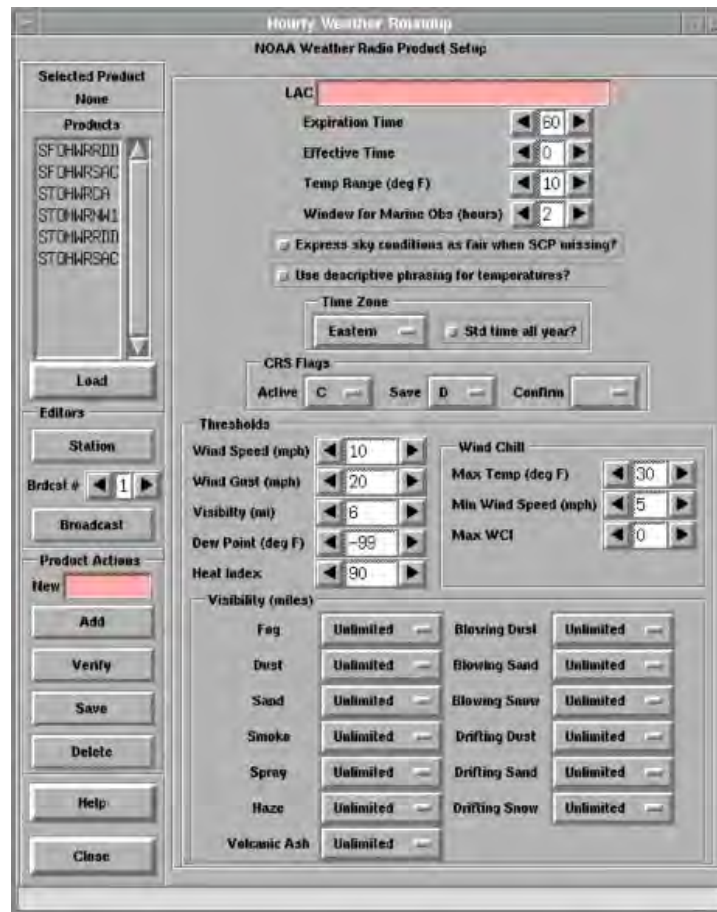 Hourly Weather Roundup
NOAA Weather Radio Product Setup
Selected Product
None
Products
SFOHWRRDD
SFOHWRSAC
STOHWRCA
STOHWRNW1
STOHWRRDD
STOHWRSAC
Load
Editors
Station
Brdcst # 1
Broadcast
Product Actions
New
Add
Verify
Save
Delete
Help
Close
LAC
Expiration Time 60
Effective Time 0
Temp Range (deg F) 10
Window for Marine Obs (hours) 2
Express sky conditions as fair when SCP missing?
Use descriptive phrasing for temperatures?
Time Zone
Eastern Std time all year?
CRS Flags
Active C Save D Confirm
Thresholds
Wind Speed (mph) 10
Wind Gust (mph) 20
Visibilty (mi) 6
Dew Point (deg F) -99
Heat Index 90
Wind Chill
Max Temp (deg F) 30
Min Wind Speed (mph) 5
Max WCI 0
Visibility (miles)
Fog Unlimited Blowing Dust Unlimited
Dust Unlimited Blowing Sand Unlimited
Sand Unlimited Blowing Snow Unlimited
Smoke Unlimited Drifting Dust Unlimited
Spray Unlimited Drifting Sand Unlimited
Haze Unlimited Drifting Snow Unlimited
Volcanic Ash Unlimited